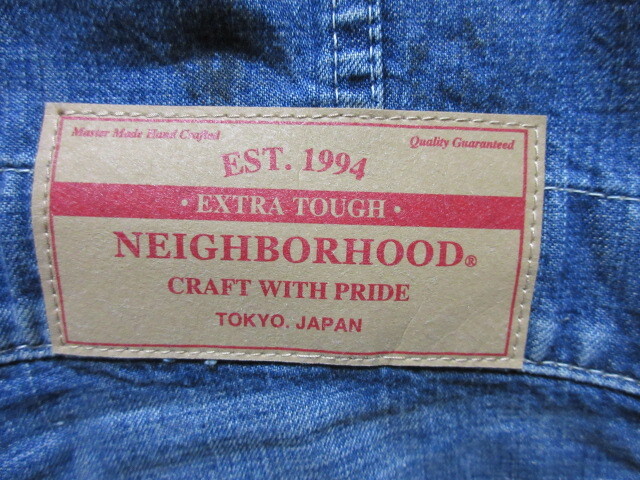 Master Made Hand Crafted
Quality Guaranteed
EST. 1994
• EXTRA TOUGH •
NEIGHBORHOOD®
CRAFT WITH PRIDE
TOKYO. JAPAN